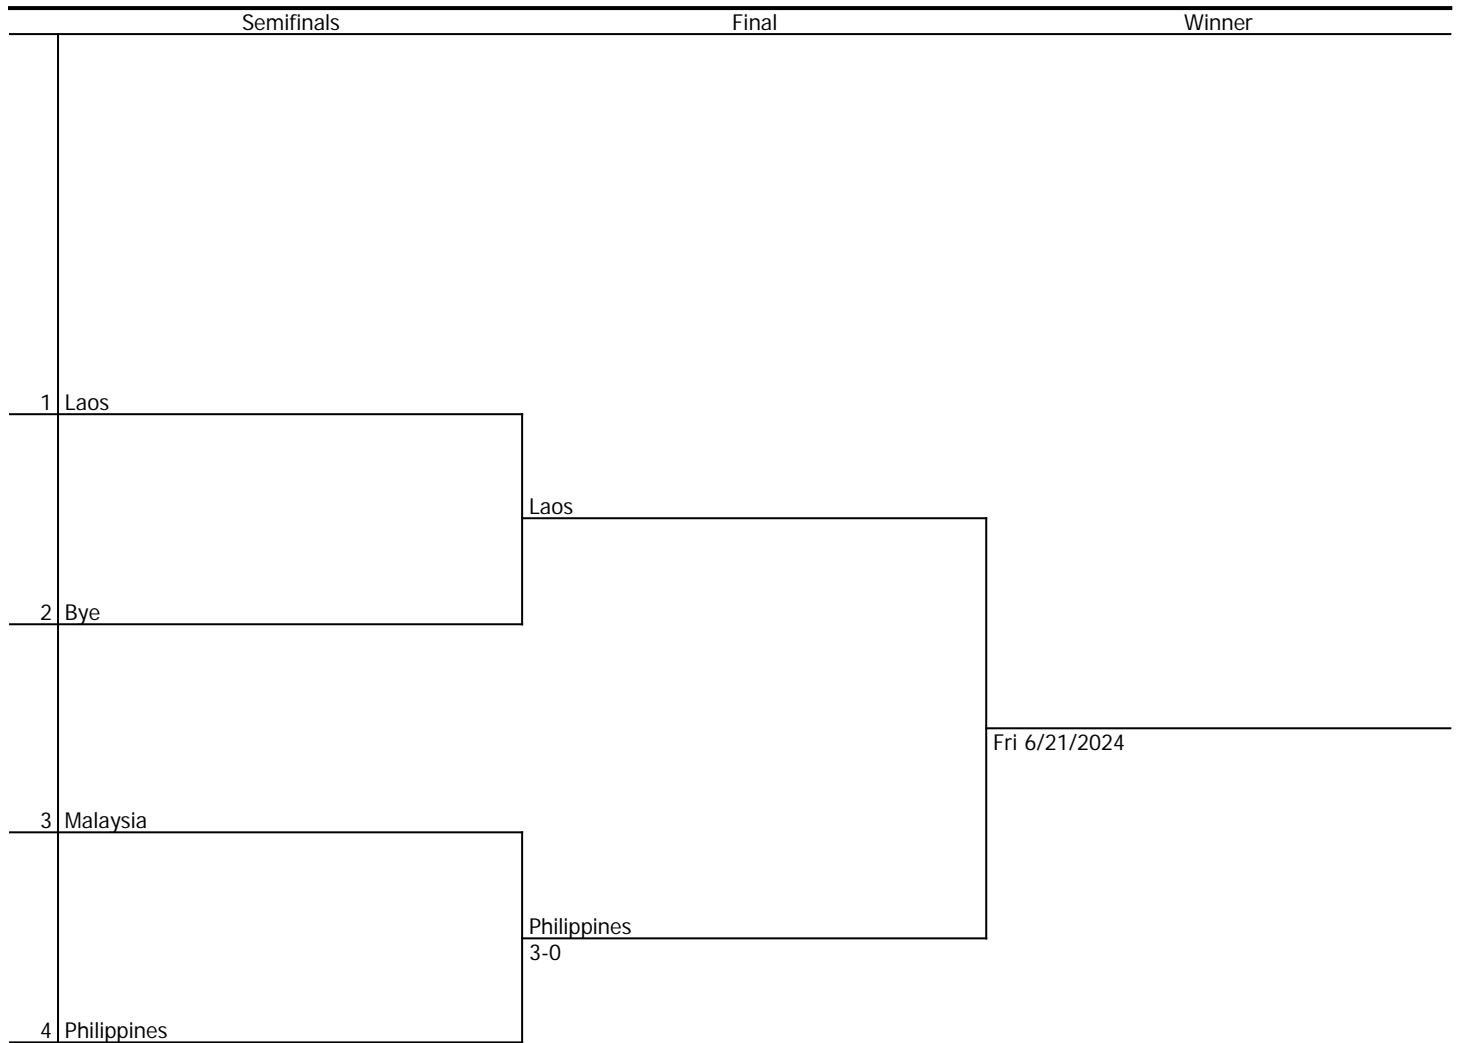 Semifinals Final Winner
1 Laos
Laos
2 Bye
Fri 6/21/2024
3 Malaysia
Philippines
3-0
4 Philippines